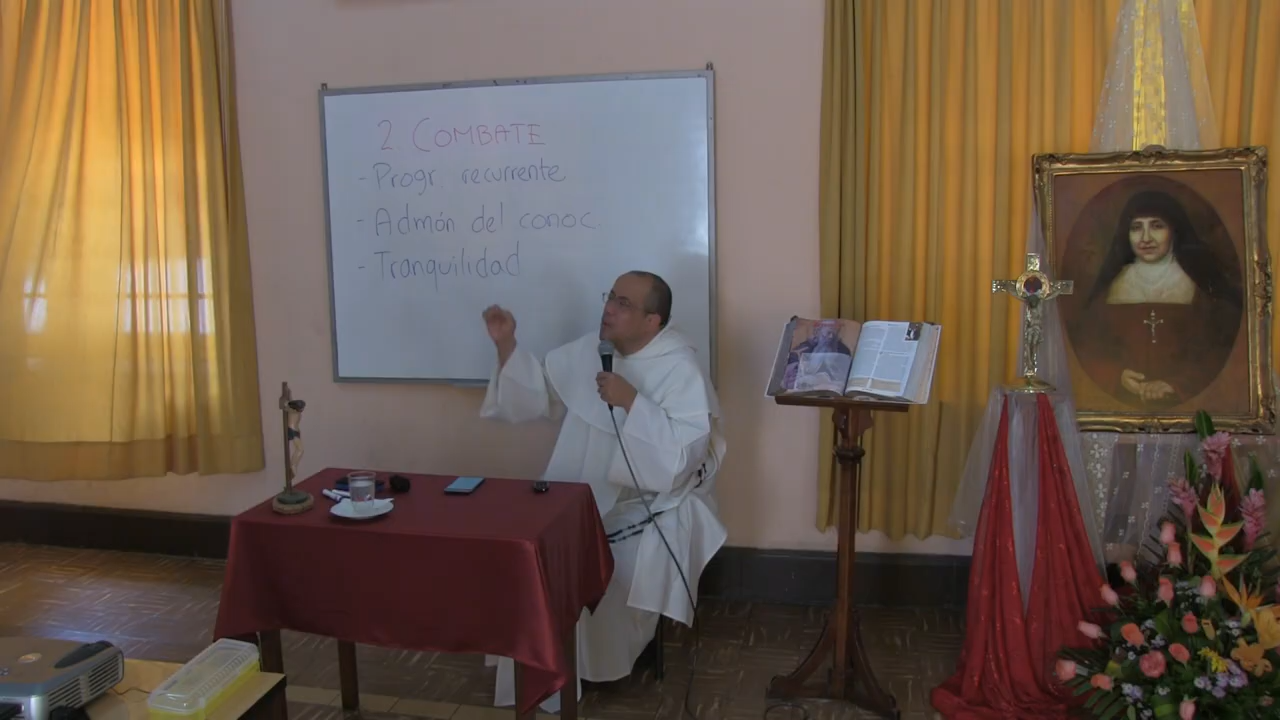 2. COMBATE
- Progr. recurrente
- Admón del conoc.
- Tranquilidad